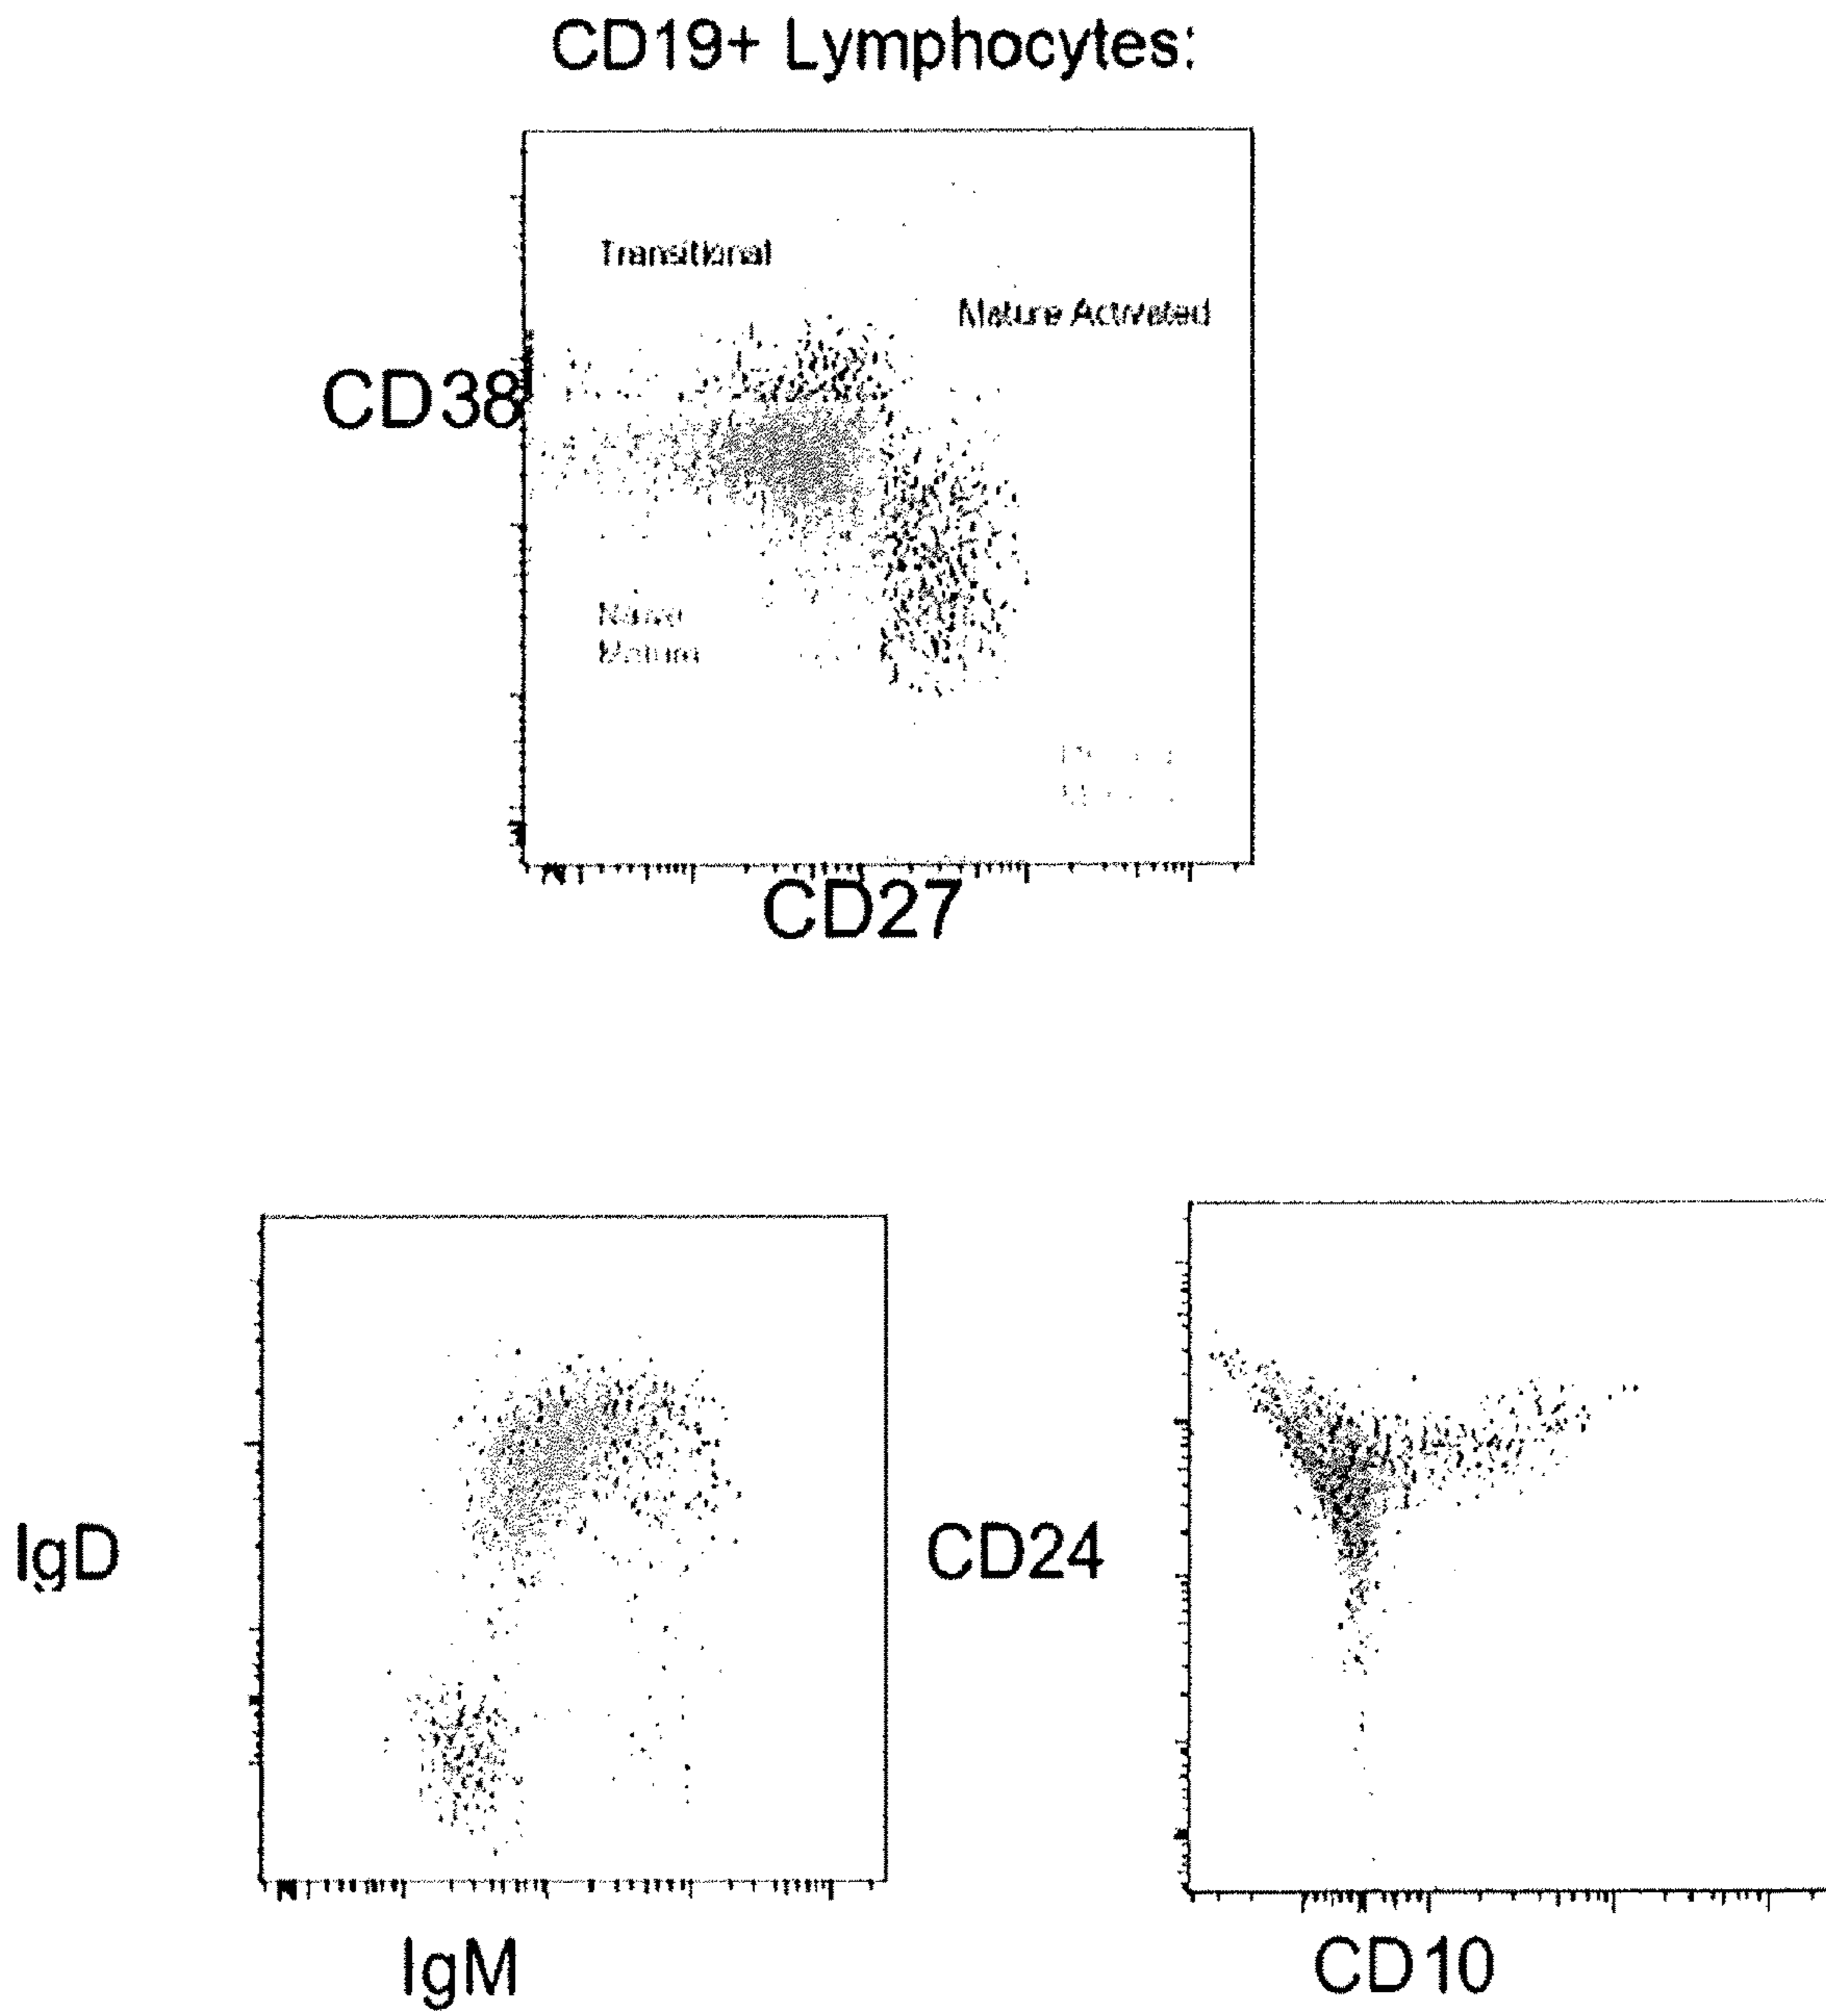 CD19+ Lymphocytes:
Transitional
Mature Activated
CD38
Naive
Mature
CD27
IgD
CD24
IgM
CD10